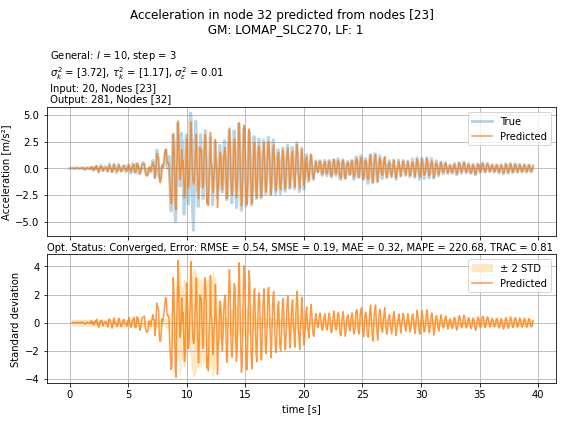 Acceleration in node 32 predicted from nodes [23]
GM: LOMAP_SLC270, LF: 1
General: l = 10, step = 3
σ²ₖ = [3.72], τ²ₖ = [1.17], σ²ᵣ = 0.01
Input: 20, Nodes [23]
Output: 281, Nodes [32]
Acceleration [m/s²]
5.0
2.5
0.0
−2.5
−5.0
True
Predicted
Opt. Status: Converged, Error: RMSE = 0.54, SMSE = 0.19, MAE = 0.32, MAPE = 220.68, TRAC = 0.81
Standard deviation
4
2
0
−2
−4
± 2 STD
Predicted
0 5 10 15 20 25 30 35 40
time [s]